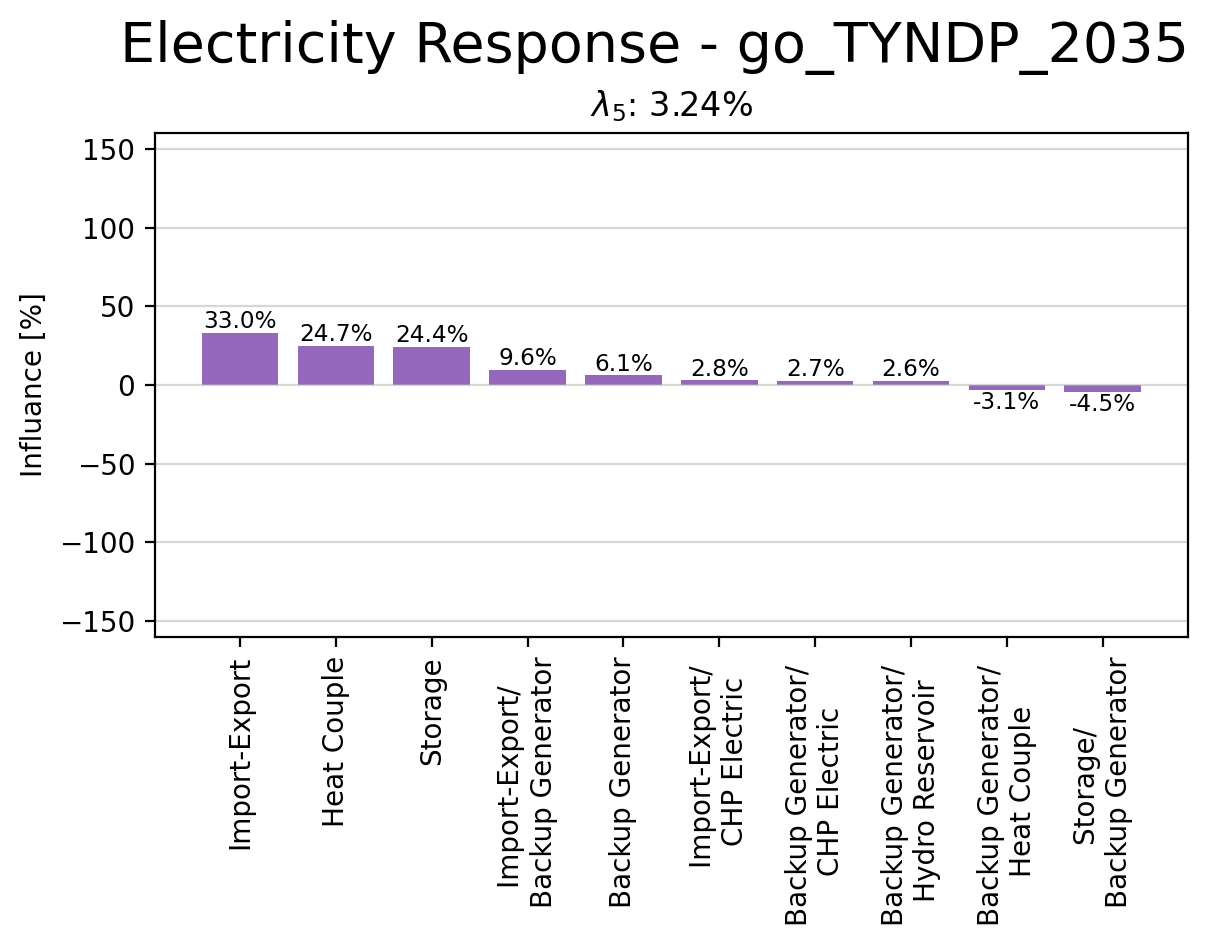 Electricity Response - go_TYNDP_2035
λ5: 3.24%
Influance [%]
150
100
50
0
−50
−100
−150
33.0%
24.7%
24.4%
9.6%
6.1%
2.8%
2.7%
2.6%
-3.1%
-4.5%
Import-Export
Heat Couple
Storage
Import-Export/
Backup Generator
Backup Generator
Import-Export/
CHP Electric
Backup Generator/
CHP Electric
Backup Generator/
Hydro Reservoir
Backup Generator/
Heat Couple
Storage/
Backup Generator